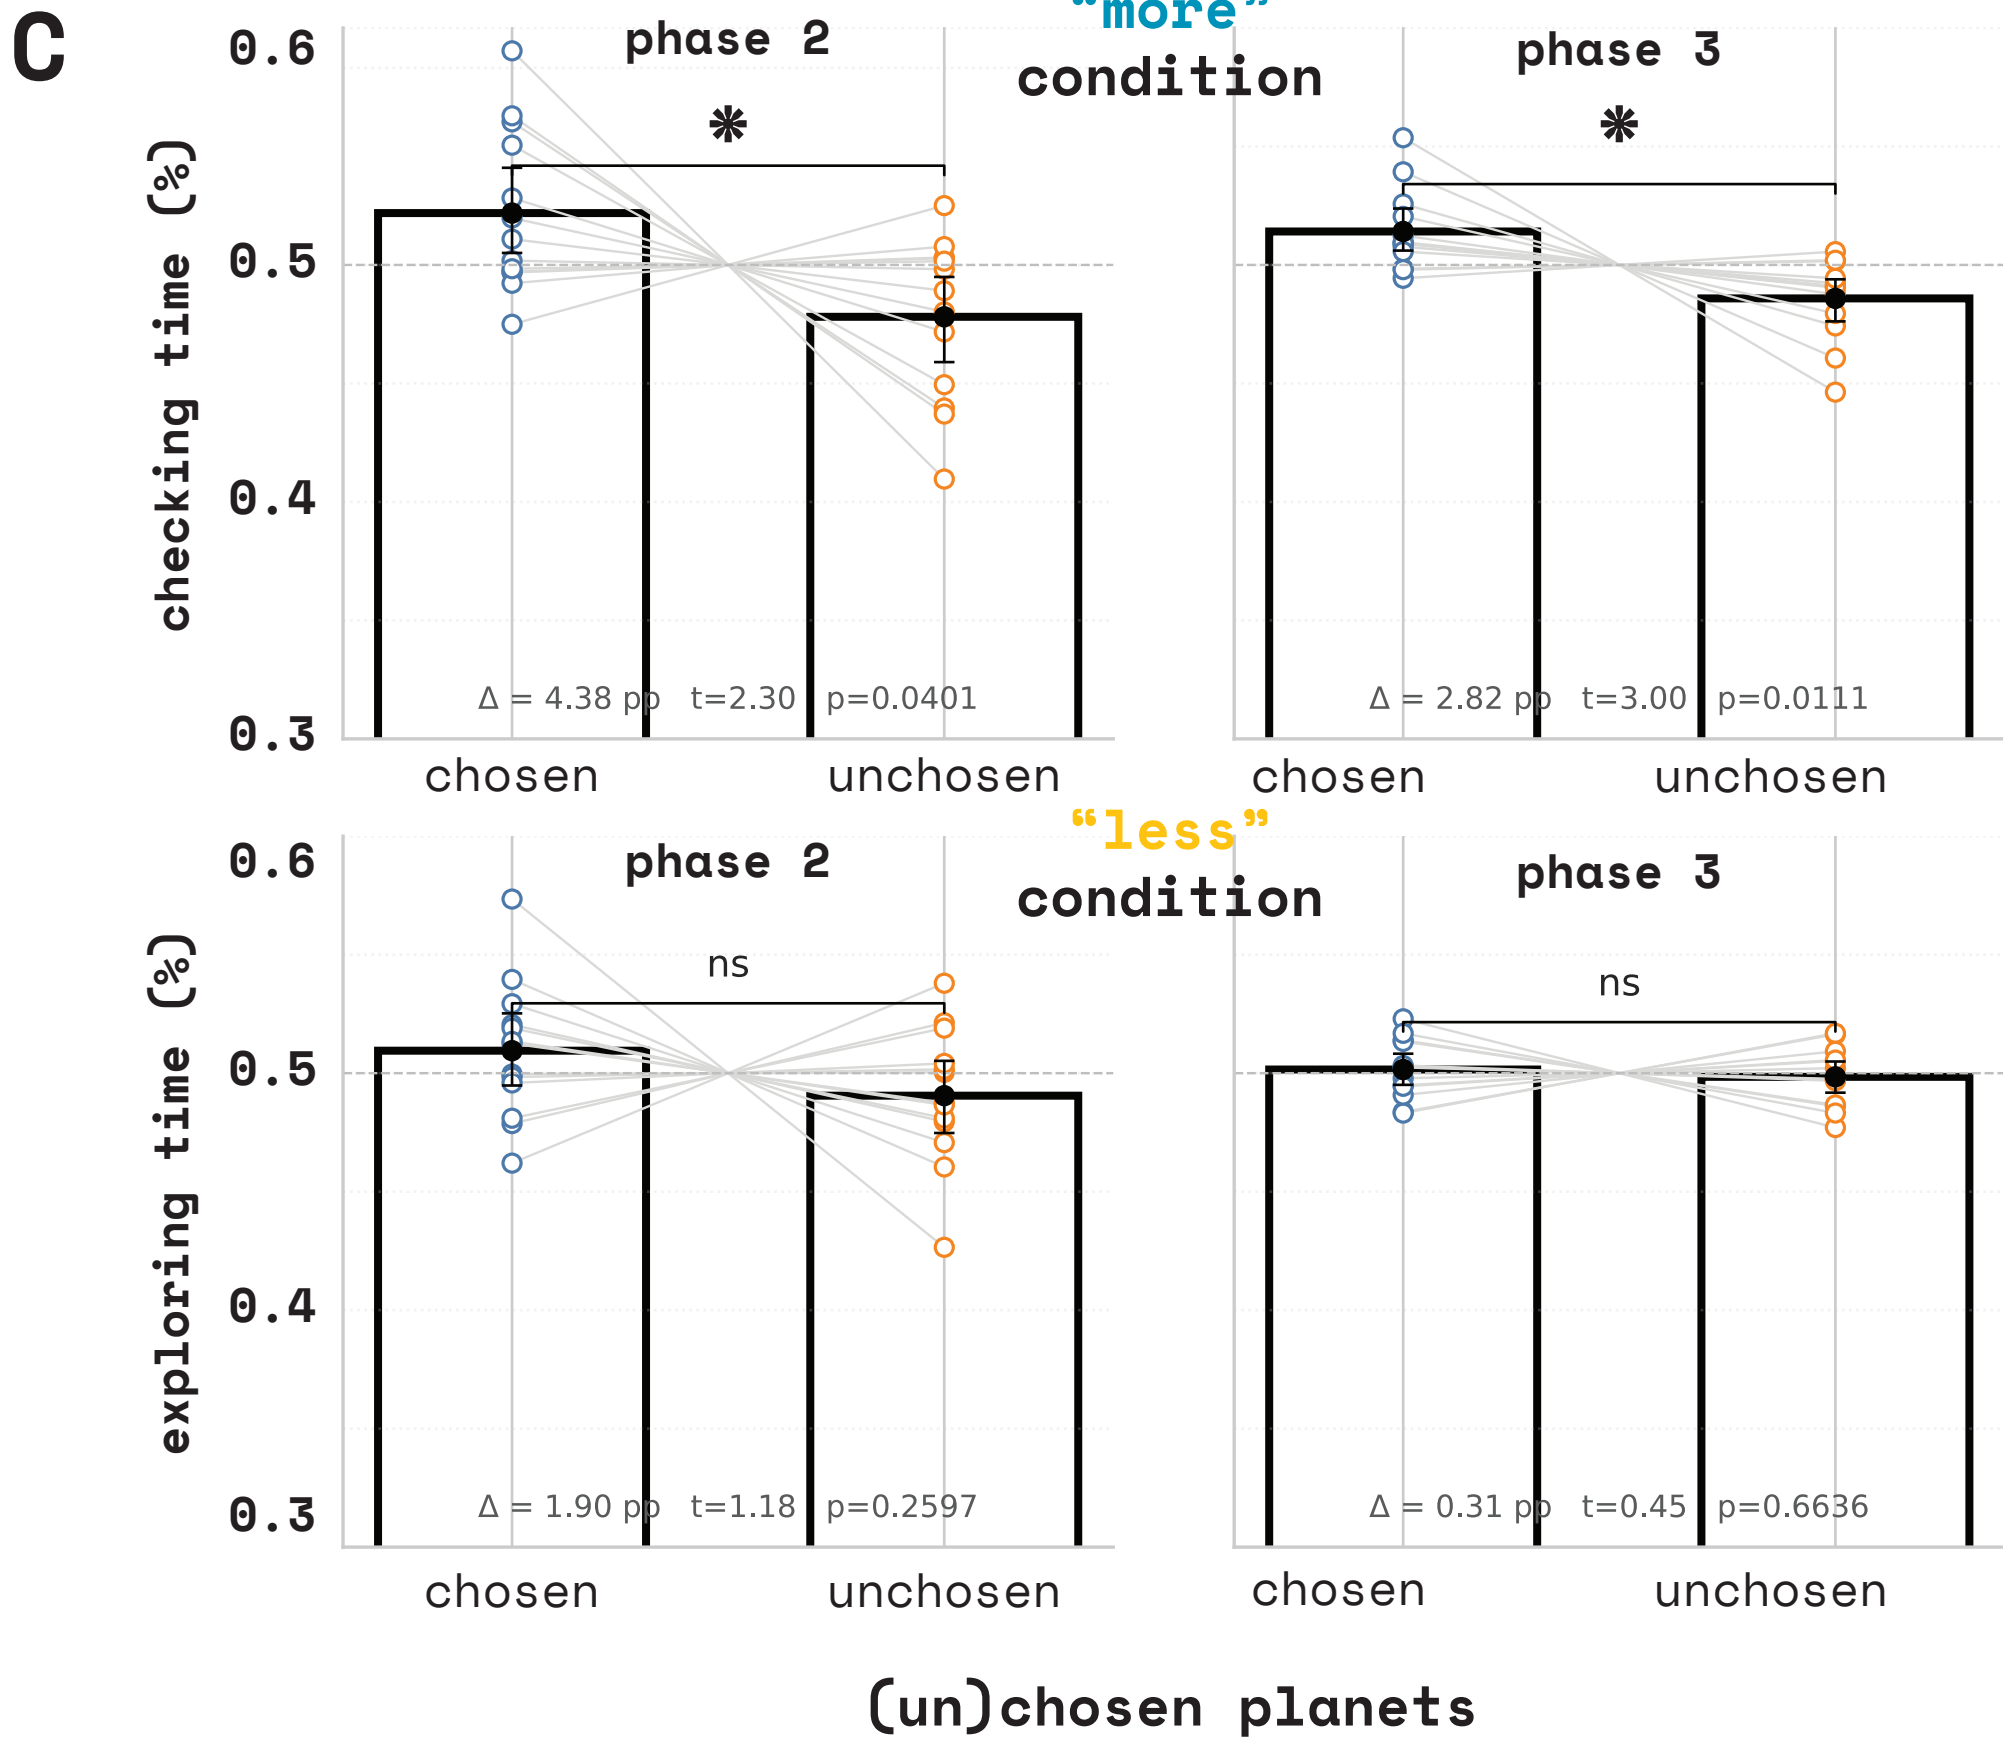 C
“more”
condition
phase 2
phase 3
0.6
0.5
0.4
0.3
checking time (%)
*
*
Δ = 4.38 pp t=2.30 p=0.0401
Δ = 2.82 pp t=3.00 p=0.0111
chosen
unchosen
chosen
unchosen
“less”
condition
phase 2
phase 3
0.6
0.5
0.4
0.3
exploring time (%)
ns
ns
Δ = 1.90 pp t=1.18 p=0.2597
Δ = 0.31 pp t=0.45 p=0.6636
chosen
unchosen
chosen
unchosen
(un)chosen planets